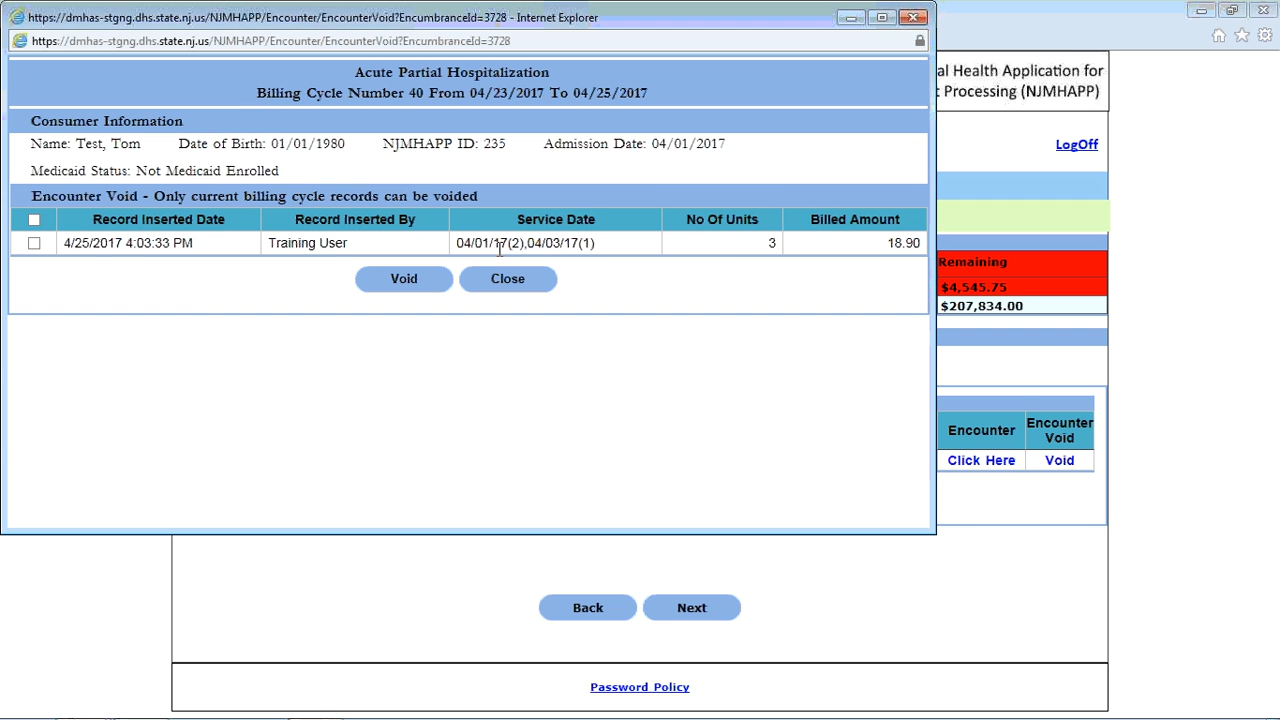 https://dmhas-stgng.dhs.state.nj.us/NJMHAPP/Encounter/EncounterVoid?EncumbranceId=3728 - Internet Explorer
https://dmhas-stgng.dhs.state.nj.us/NJMHAPP/Encounter/EncounterVoid?EncumbranceId=3728
Acute Partial Hospitalization
Billing Cycle Number 40 From 04/23/2017 To 04/25/2017
Consumer Information
Name: Test, Tom Date of Birth: 01/01/1980 NJMHAPP ID: 235 Admission Date: 04/01/2017
Medicaid Status: Not Medicaid Enrolled
Encounter Void - Only current billing cycle records can be voided
Record Inserted Date Record Inserted By Service Date No Of Units Billed Amount
4/25/2017 4:03:33 PM Training User 04/01/17(2),04/03/17(1) 3 18.90
Void Close
al Health Application for
t Processing (NJMHAPP)
LogOff
Remaining
$4,545.75
$207,834.00
Encounter Encounter Void
Click Here Void
Back Next
Password Policy